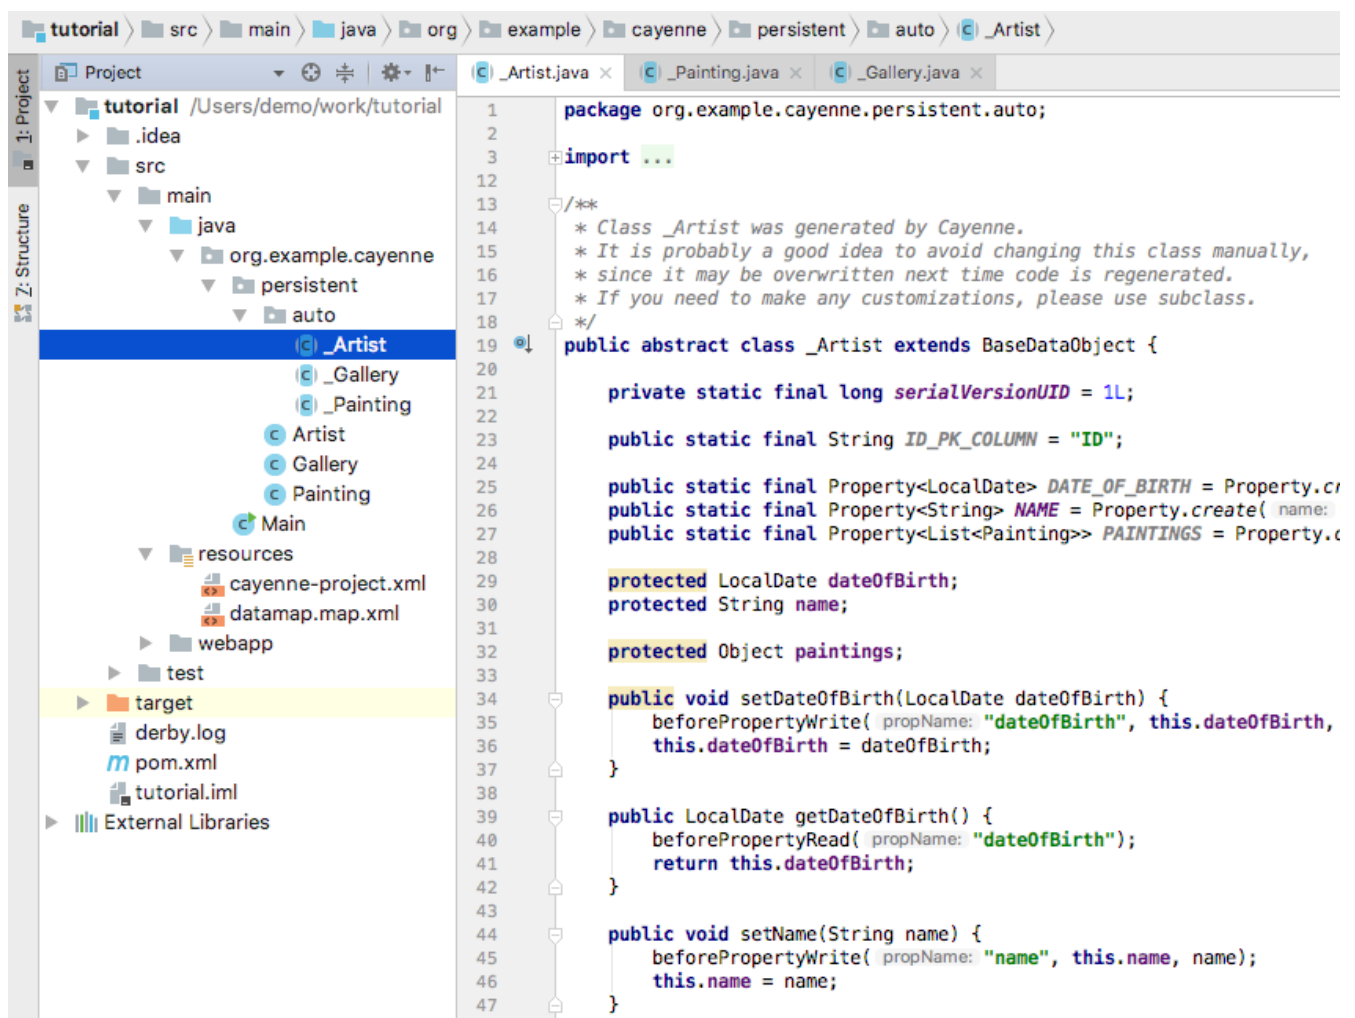 tutorial src main java org example cayenne persistent auto _Artist
1: Project
Z: Structure
Project
tutorial /Users/demo/work/tutorial
.idea
src
main
java
org.example.cayenne
persistent
auto
_Artist
_Gallery
_Painting
Artist
Gallery
Painting
Main
resources
cayenne-project.xml
datamap.map.xml
webapp
test
target
derby.log
pom.xml
tutorial.iml
External Libraries
_Artist.java × _Painting.java × _Gallery.java ×
1 package org.example.cayenne.persistent.auto;
2
3 import ...
12
13 /**
14 * Class _Artist was generated by Cayenne.
15 * It is probably a good idea to avoid changing this class manually,
16 * since it may be overwritten next time code is regenerated.
17 * If you need to make any customizations, please use subclass.
18 */
19 public abstract class _Artist extends BaseDataObject {
20
21 private static final long serialVersionUID = 1L;
22
23 public static final String ID_PK_COLUMN = "ID";
24
25 public static final Property<LocalDate> DATE_OF_BIRTH = Property.cr
26 public static final Property<String> NAME = Property.create( name:
27 public static final Property<List<Painting>> PAINTINGS = Property.c
28
29 protected LocalDate dateOfBirth;
30 protected String name;
31
32 protected Object paintings;
33
34 public void setDateOfBirth(LocalDate dateOfBirth) {
35 beforePropertyWrite( propName: "dateOfBirth", this.dateOfBirth,
36 this.dateOfBirth = dateOfBirth;
37 }
38
39 public LocalDate getDateOfBirth() {
40 beforePropertyRead( propName: "dateOfBirth");
41 return this.dateOfBirth;
42 }
43
44 public void setName(String name) {
45 beforePropertyWrite( propName: "name", this.name, name);
46 this.name = name;
47 }